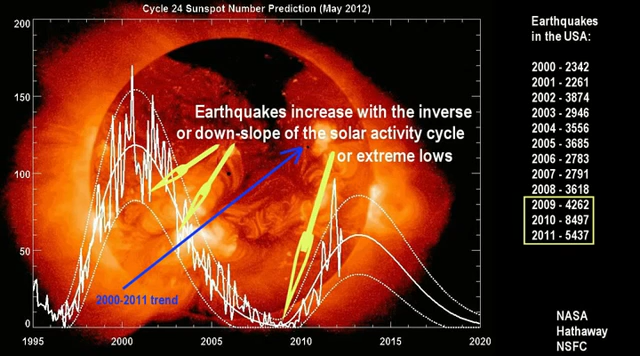 Cycle 24 Sunspot Number Prediction (May 2012)
200
150
100
50
0
1995
2000
2005
2010
2015
2020
Earthquakes increase with the inverse
or down-slope of the solar activity cycle
or extreme lows
2000-2011 trend
Earthquakes
in the USA:
2000 - 2342
2001 - 2261
2002 - 3874
2003 - 2946
2004 - 3556
2005 - 3685
2006 - 2783
2007 - 2791
2008 - 3618
2009 - 4262
2010 - 8497
2011 - 5437
NASA
Hathaway
NSFC